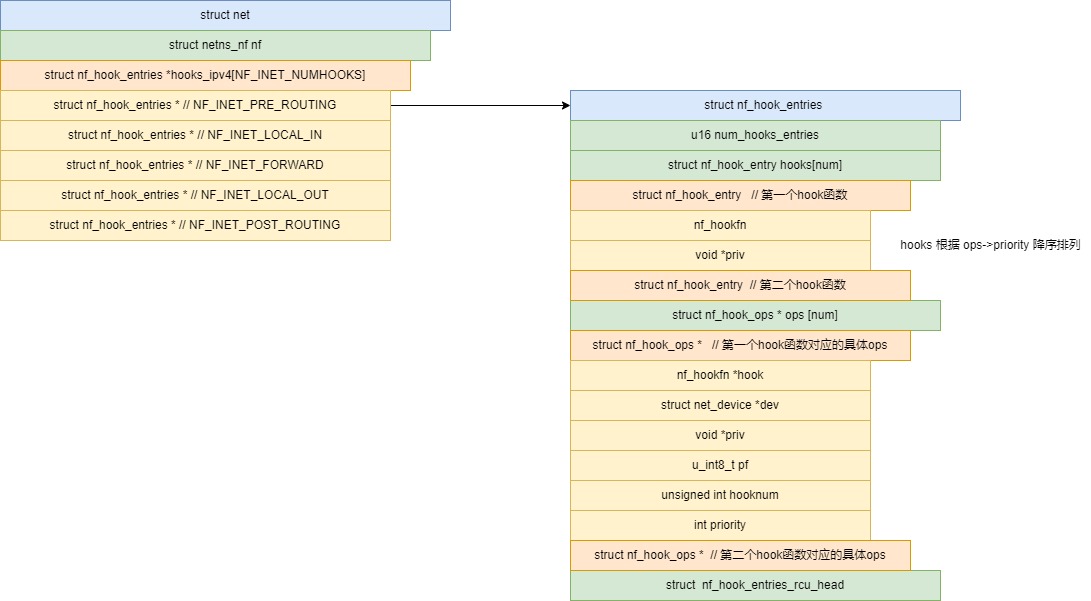 struct net
struct netns_nf nf
struct nf_hook_entries *hooks_ipv4[NF_INET_NUMHOOKS]
struct nf_hook_entries * // NF_INET_PRE_ROUTING
struct nf_hook_entries * // NF_INET_LOCAL_IN
struct nf_hook_entries * // NF_INET_FORWARD
struct nf_hook_entries * // NF_INET_LOCAL_OUT
struct nf_hook_entries * // NF_INET_POST_ROUTING
struct nf_hook_entries
u16 num_hooks_entries
struct nf_hook_entry hooks[num]
struct nf_hook_entry // 第一个hook函数
nf_hookfn
void *priv
hooks 根据 ops->priority 降序排列
struct nf_hook_entry // 第二个hook函数
struct nf_hook_ops * ops [num]
struct nf_hook_ops * // 第一个hook函数对应的具体ops
nf_hookfn *hook
struct net_device *dev
void *priv
u_int8_t pf
unsigned int hooknum
int priority
struct nf_hook_ops * // 第二个hook函数对应的具体ops
struct nf_hook_entries_rcu_head